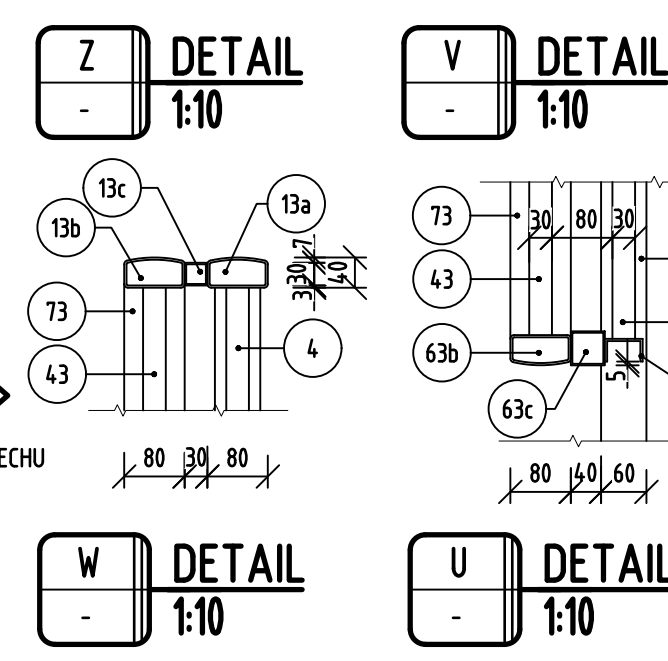 Z DETAIL
- 1:10
V DETAIL
- 1:10
13c
13b
13a
7
30
3
40
73
43
4
80 30 80
ECHU
73
43
63b
63c
30 80 30
5
80 40 60
W DETAIL
- 1:10
U DETAIL
- 1:10